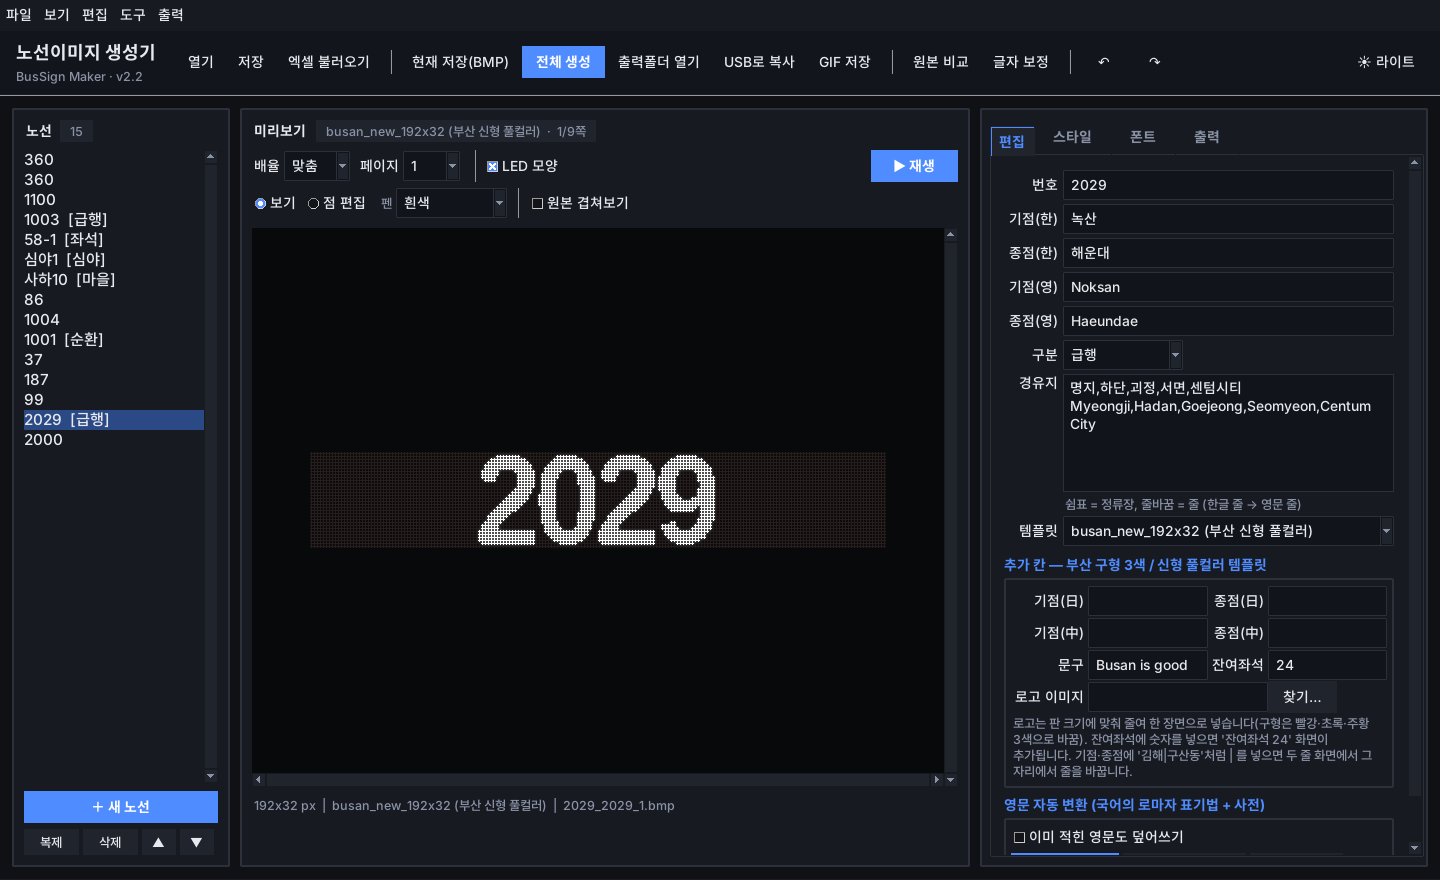 파일 보기 편집 도구 출력
노선이미지 생성기
BusSign Maker · v2.2
열기 저장 엑셀 불러오기 현재 저장(BMP) 전체 생성 출력폴더 열기 USB로 복사 GIF 저장 원본 비교 글자 보정 ↶ ↷ ☀ 라이트
노선 15
360
360
1100
1003 [급행]
58-1 [좌석]
심야1 [심야]
사하10 [마을]
86
1004
1001 [순환]
37
187
99
2029 [급행]
2000
+ 새 노선
복제 삭제 ▲ ▼
미리보기 busan_new_192x32 (부산 신형 풀컬러) · 1/9쪽
배율 맞춤 페이지 1 LED 모양 ▶ 재생
보기 점 편집 펜 흰색 원본 겹쳐보기
2029
192x32 px | busan_new_192x32 (부산 신형 풀컬러) | 2029_2029_1.bmp
편집 스타일 폰트 출력
번호 2029
기점(한) 녹산
종점(한) 해운대
기점(영) Noksan
종점(영) Haeundae
구분 급행
경유지 명지,하단,괴정,서면,센텀시티
Myeongji,Hadan,Goejeong,Seomyeon,Centum
City
쉼표 = 정류장, 줄바꿈 = 줄 (한글 줄 → 영문 줄)
템플릿 busan_new_192x32 (부산 신형 풀컬러)
추가 칸 — 부산 구형 3색 / 신형 풀컬러 템플릿
기점(日) 종점(日)
기점(中) 종점(中)
문구 Busan is good 잔여좌석 24
로고 이미지 찾기…
로고는 판 크기에 맞춰 줄여 한 장면으로 넣습니다(구형은 빨강·초록·주황
3색으로 바꿈). 잔여좌석에 숫자를 넣으면 '잔여좌석 24' 화면이
추가됩니다. 기점·종점에 '김해|구산동'처럼 | 를 넣으면 두 줄 화면에서 그
자리에서 줄을 바꿉니다.
영문 자동 변환 (국어의 로마자 표기법 + 사전)
이미 적힌 영문도 덮어쓰기